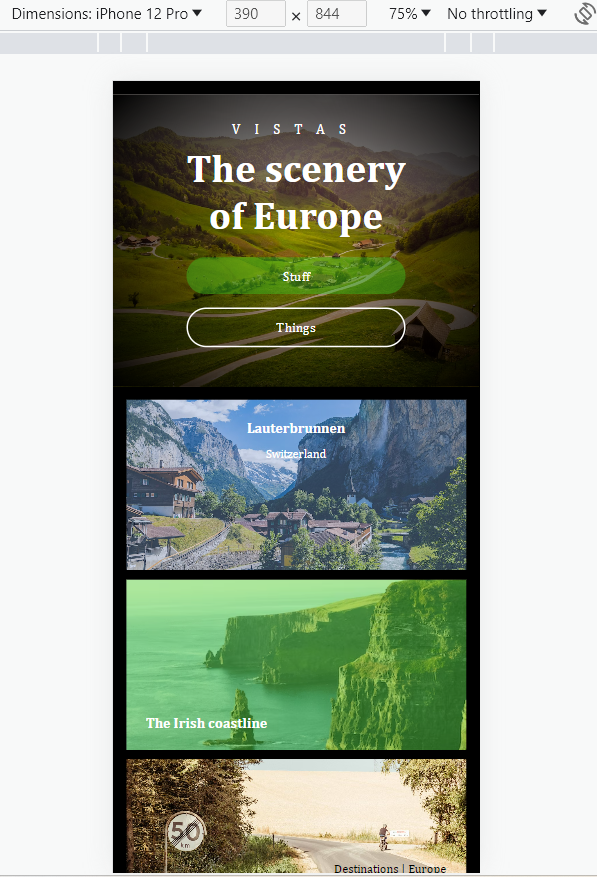 Dimensions: iPhone 12 Pro ▼ 390 × 844 75% ▼ No throttling ▼
V I S T A S
The scenery
of Europe
Stuff
Things
Lauterbrunnen
Switzerland
The Irish coastline
50
km
Destinations | Europe